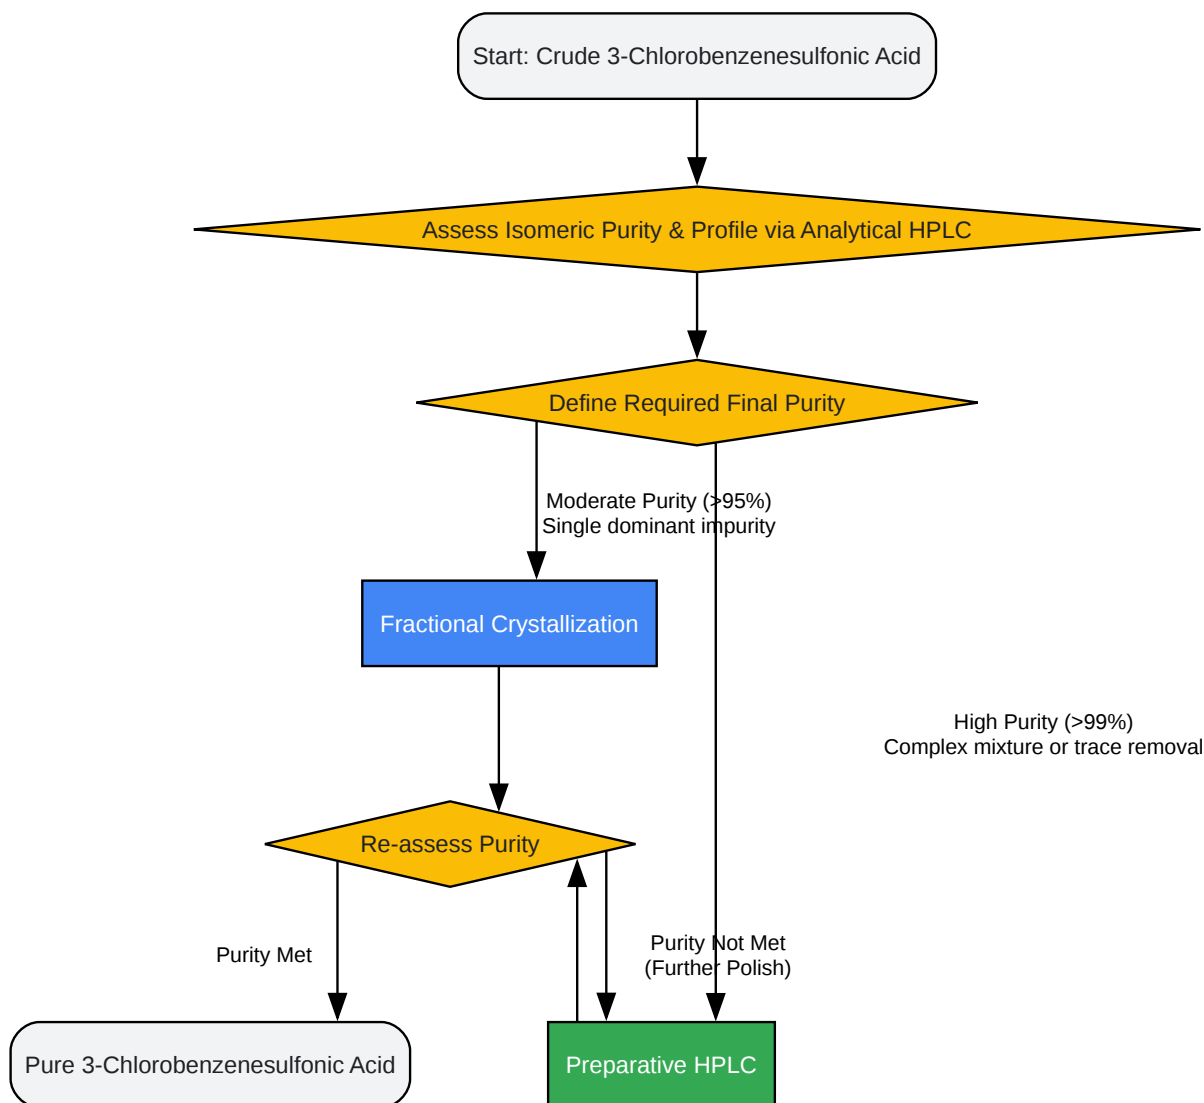 Start: Crude 3-Chlorobenzenesulfonic Acid
Assess Isomeric Purity & Profile via Analytical HPLC
Define Required Final Purity
Moderate Purity (>95%)
Single dominant impurity
Fractional Crystallization
High Purity (>99%)
Complex mixture or trace removal
Re-assess Purity
Purity Met
Purity Not Met
(Further Polish)
Pure 3-Chlorobenzenesulfonic Acid
Preparative HPLC